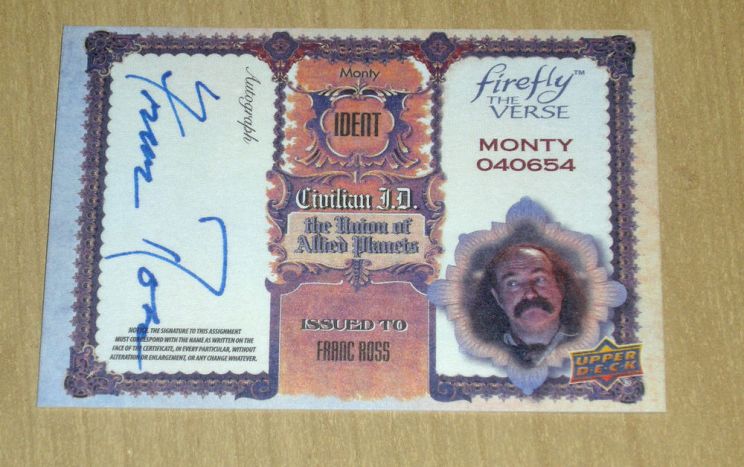 Franc Ross
Autograph
NOTICE. THE SIGNATURE TO THIS ASSIGNMENT
MUST CORRESPOND WITH THE NAME AS WRITTEN ON THE
FACE OF THE CERTIFICATE, IN EVERY PARTICULAR, WITHOUT
ALTERATION OR ENLARGEMENT, OR ANY CHANGE WHATEVER.
Monty
IDENT
Civilian I.D.
the Union of
Allied Planets
ISSUED TO
FRANC ROSS
firefly™
THE
VERSE
MONTY
040654
UPPER
D·E·C·K